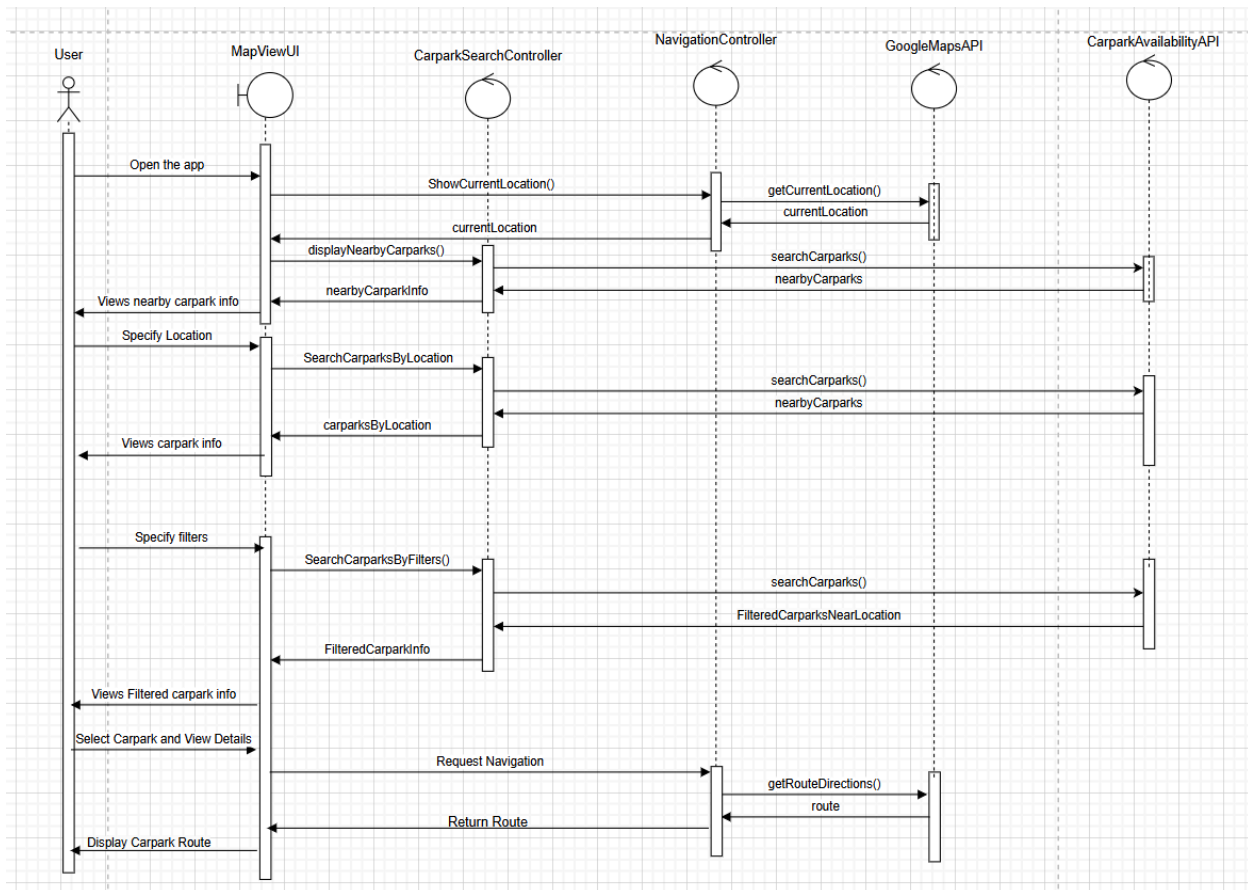 User
MapViewUI
CarparkSearchController
NavigationController
GoogleMapsAPI
CarparkAvailabilityAPI
Open the app
ShowCurrentLocation()
getCurrentLocation()
currentLocation
currentLocation
displayNearbyCarparks()
searchCarparks()
nearbyCarparks
nearbyCarparkInfo
Views nearby carpark info
Specify Location
SearchCarparksByLocation
searchCarparks()
nearbyCarparks
carparksByLocation
Views carpark info
Specify filters
SearchCarparksByFilters()
searchCarparks()
FilteredCarparksNearLocation
FilteredCarparkInfo
Views Filtered carpark info
Select Carpark and View Details
Request Navigation
getRouteDirections()
route
Return Route
Display Carpark Route